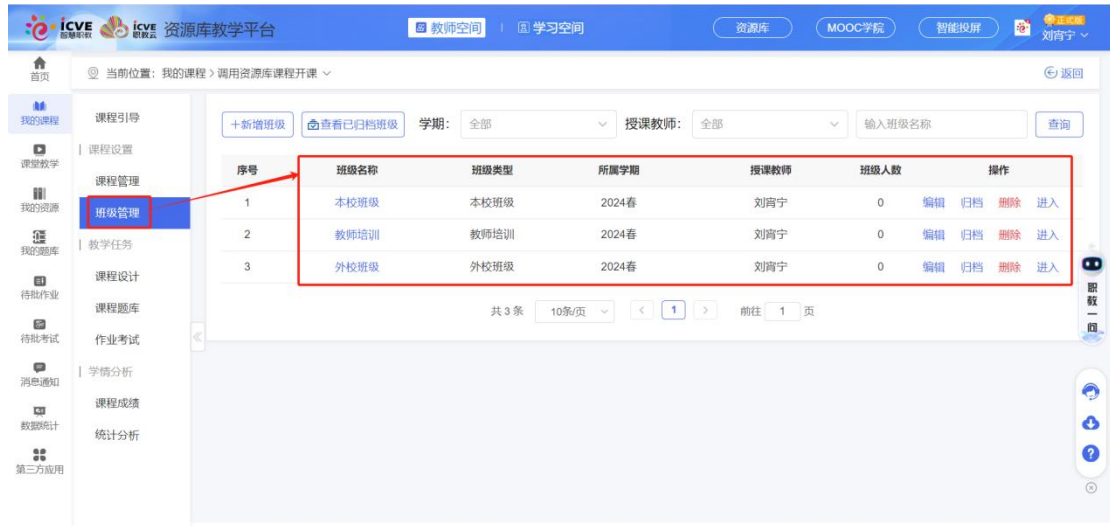 icve 智慧职教 icve 职教云 资源库教学平台 教师空间 学习空间 资源库 MOOC学院 智能投屏 正式版 刘宵宁
首页 当前位置：我的课程 > 调用资源库课程开课 返回
我的课程
课堂教学
我的资源
我的题库
待批作业
待批考试
消息通知
数据统计
第三方应用
课程引导
课程设置
课程管理
班级管理
教学任务
课程设计
课程题库
作业考试
学情分析
课程成绩
统计分析
+新增班级 查看已归档班级 学期： 全部 授课教师： 全部 输入班级名称 查询
序号 班级名称 班级类型 所属学期 授课教师 班级人数 操作
1 本校班级 本校班级 2024春 刘宵宁 0 编辑 归档 删除 进入
2 教师培训 教师培训 2024春 刘宵宁 0 编辑 归档 删除 进入
3 外校班级 外校班级 2024春 刘宵宁 0 编辑 归档 删除 进入
共 3 条 10条/页 < 1 > 前往 1 页
职教一问